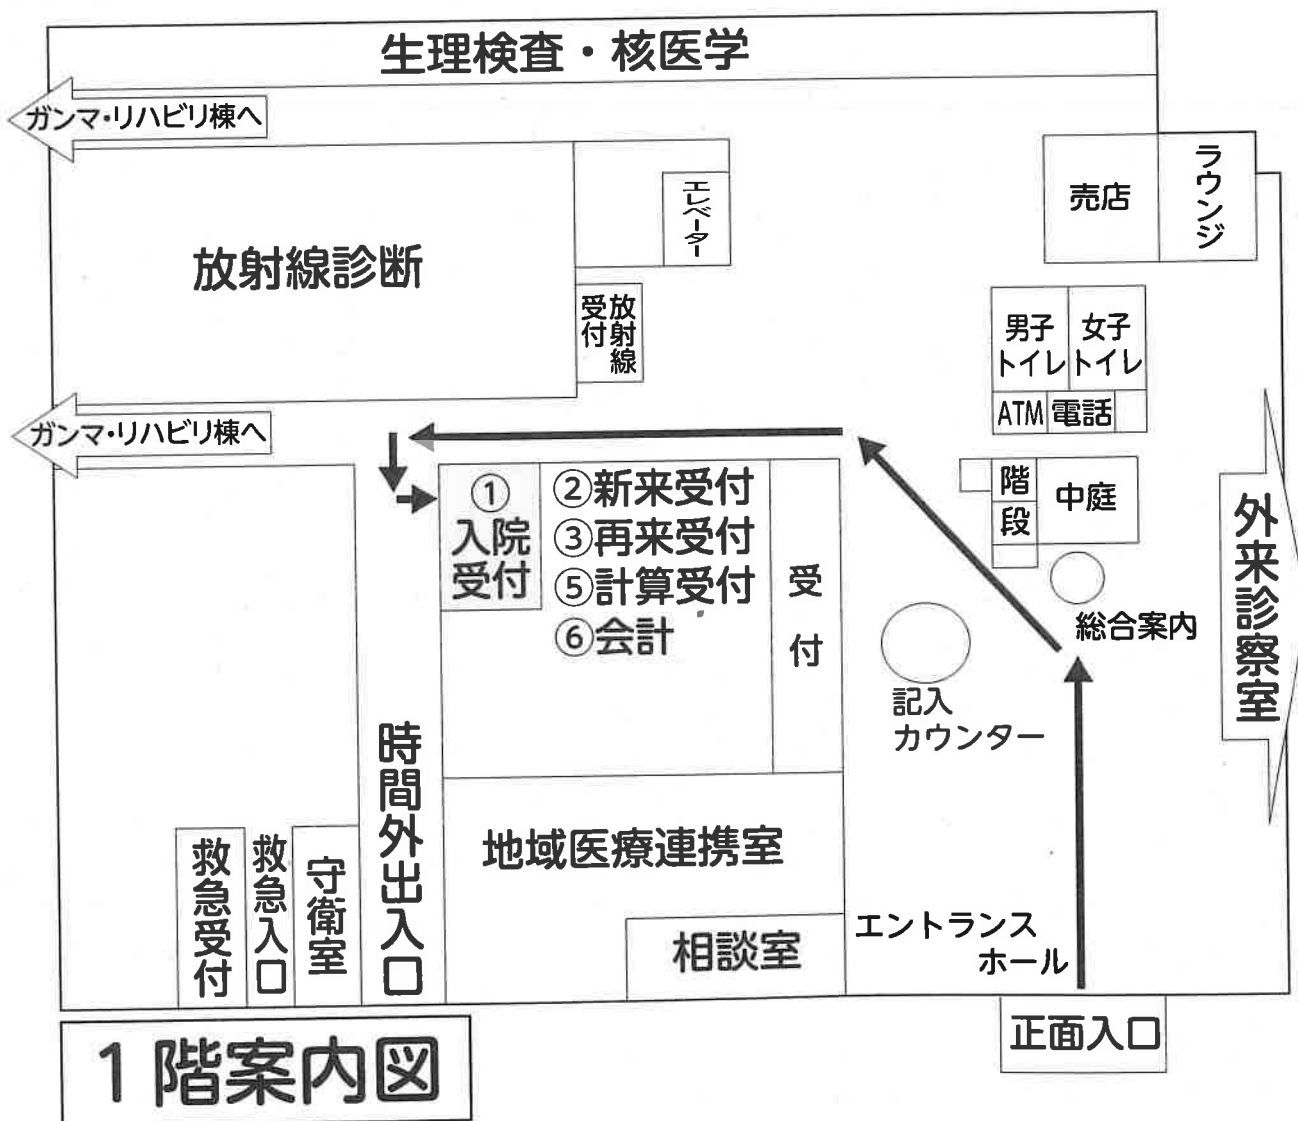 生理検査・核医学
ガンマ・リハビリ棟へ
放射線診断
エレベーター
放射線
受付
売店
ラウンジ
男子
トイレ
女子
トイレ
ATM
電話
ガンマ・リハビリ棟へ
①
入院
受付
②新来受付
③再来受付
⑤計算受付
⑥会計
受付
階段
中庭
総合案内
記入
カウンター
外来診察室
時間外出入口
地域医療連携室
相談室
救急受付
救急入口
守衛室
エントランス
ホール
正面入口
1階案内図